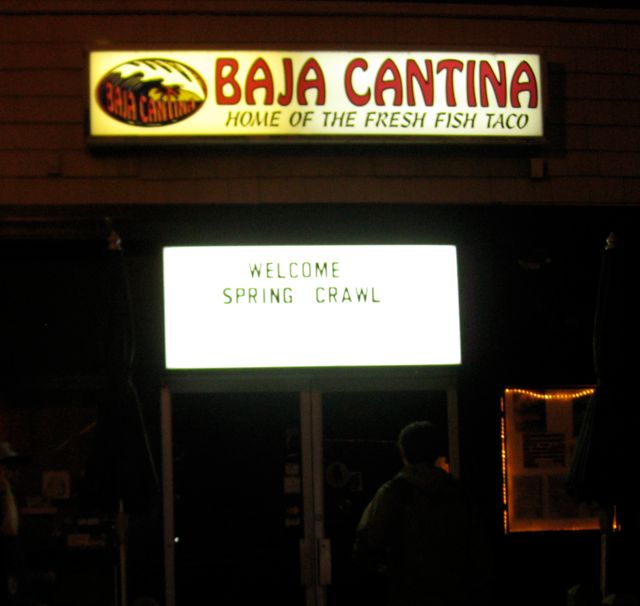 BAJA CANTINA
BAJA CANTINA
HOME OF THE FRESH FISH TACO
WELCOME
SPRING CRAWL